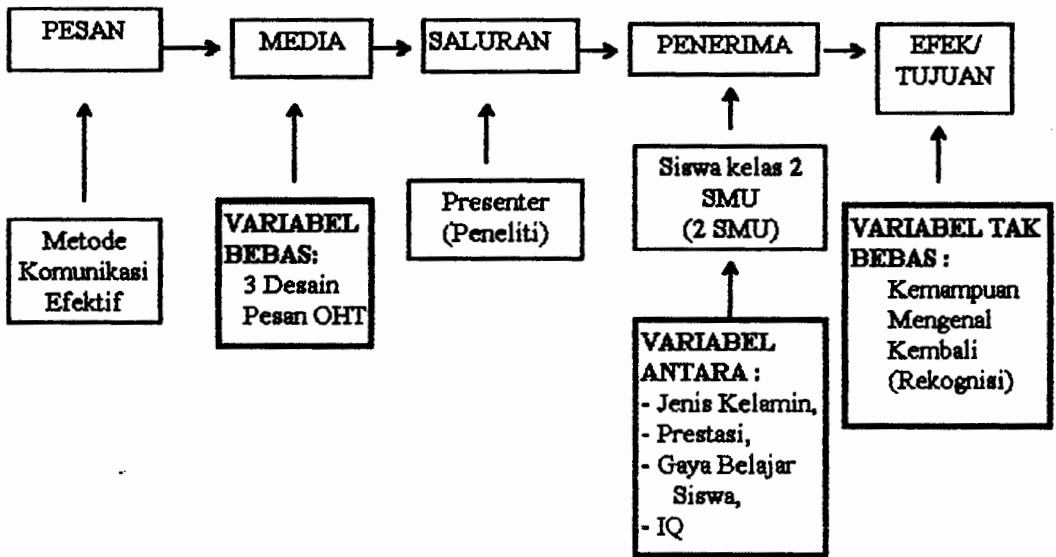 PESAN
MEDIA
SALURAN
PENERIMA
EFEK/
TUJUAN
Metode
Komunikasi
Efektif
VARIABEL
BEBAS:
3 Desain
Pesan OHT
Presenter
(Peneliti)
Siswa kelas 2
SMU
(2 SMU)
VARIABEL
ANTARA :
- Jenis Kelamin,
- Prestasi,
- Gaya Belajar
Siswa,
- IQ
VARIABEL TAK
BEBAS :
Kemampuan
Mengenal
Kembali
(Rekognisi)